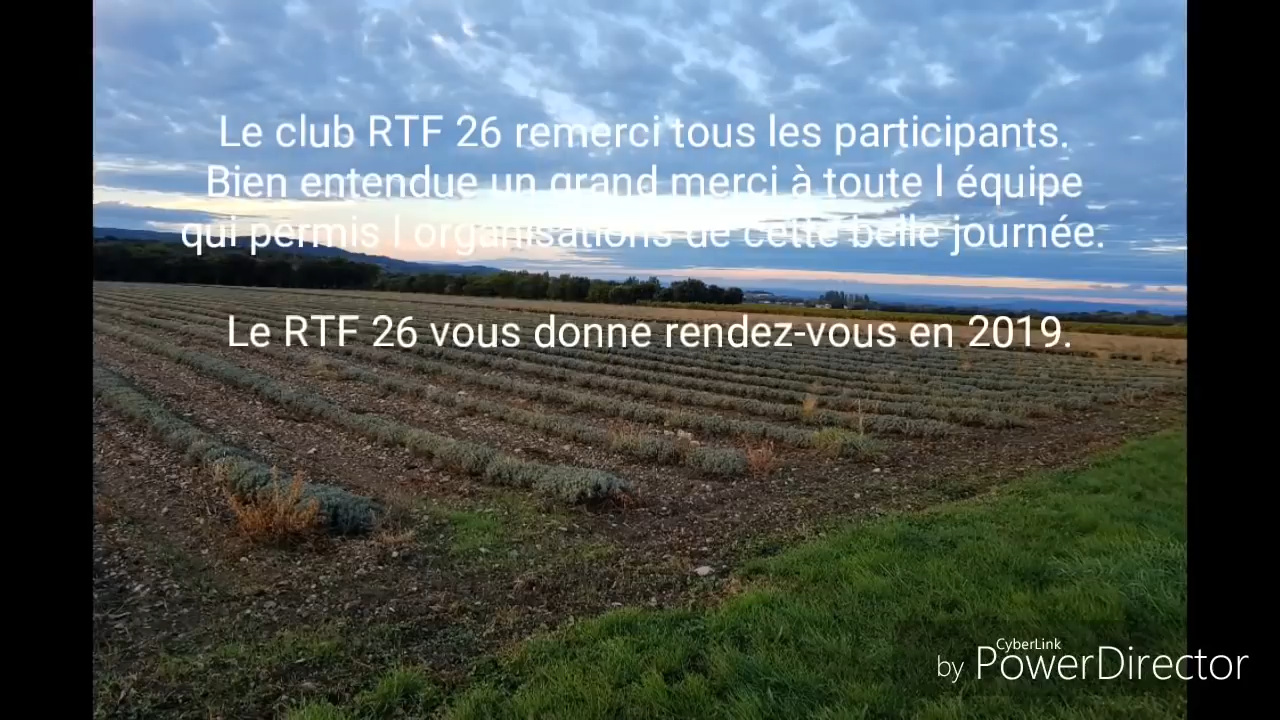 Le club RTF 26 remerci tous les participants.
Bien entendue un grand merci à toute l équipe
qui permis l organisations de cette belle journée.
Le RTF 26 vous donne rendez-vous en 2019.
CyberLink
by PowerDirector